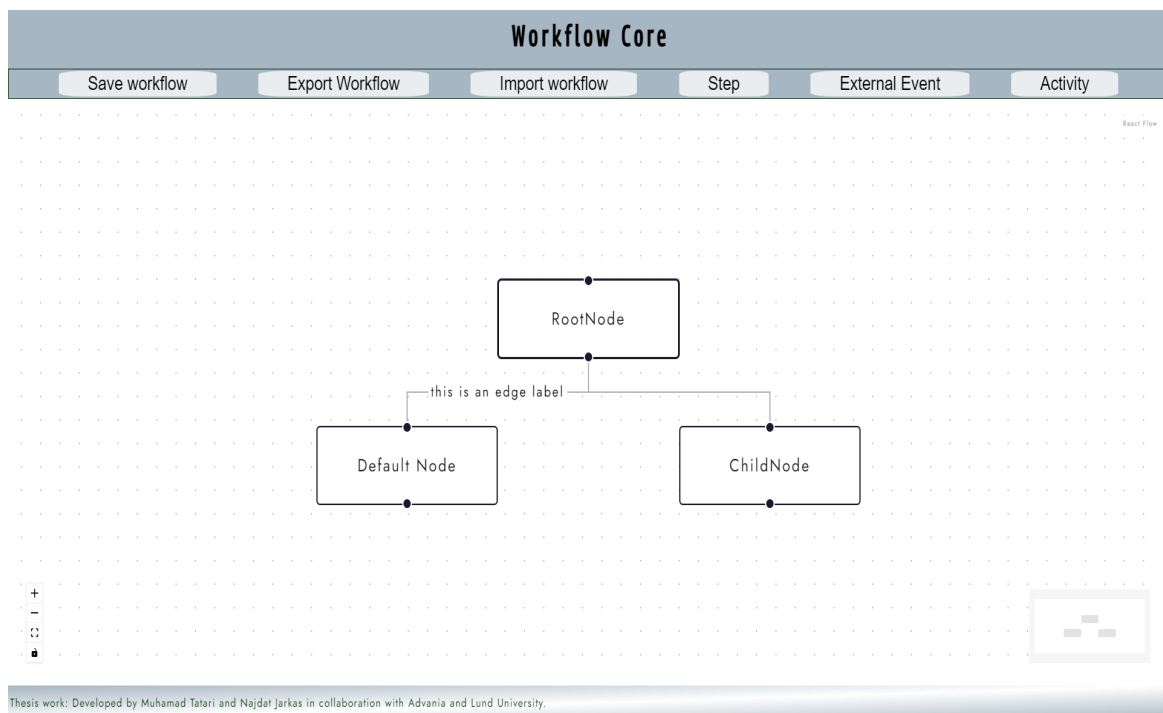 Workflow Core
Save workflow Export Workflow Import workflow Step External Event Activity
React Flow
RootNode
this is an edge label
Default Node ChildNode
Thesis work: Developed by Muhamad Tatari and Najdat Jarkas in collaboration with Advania and Lund University.